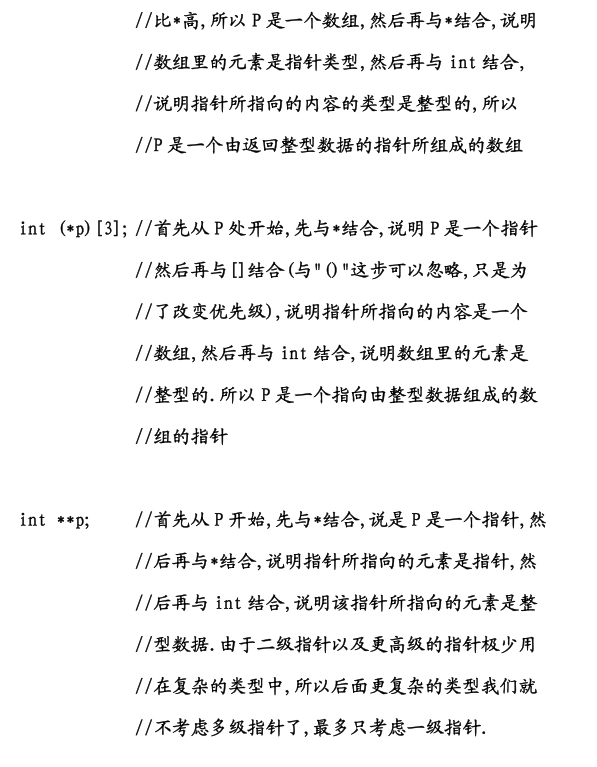 //比*高,所以 P 是一个数组,然后再与*结合,说明
//数组里的元素是指针类型,然后再与 int 结合,
//说明指针所指向的内容的类型是整型的,所以
//P 是一个由返回整型数据的指针所组成的数组
int (*p)[3]; //首先从 P 处开始,先与*结合,说明 P 是一个指针
//然后再与[]结合(与"()"这步可以忽略,只是为
//了改变优先级),说明指针所指向的内容是一个
//数组,然后再与 int 结合,说明数组里的元素是
//整型的.所以 P 是一个指向由整型数据组成的数
//组的指针
int **p; //首先从 P 开始,先与*结合,说是 P 是一个指针,然
//后再与*结合,说明指针所指向的元素是指针,然
//后再与 int 结合,说明该指针所指向的元素是整
//型数据.由于二级指针以及更高级的指针极少用
//在复杂的类型中,所以后面更复杂的类型我们就
//不考虑多级指针了,最多只考虑一级指针.